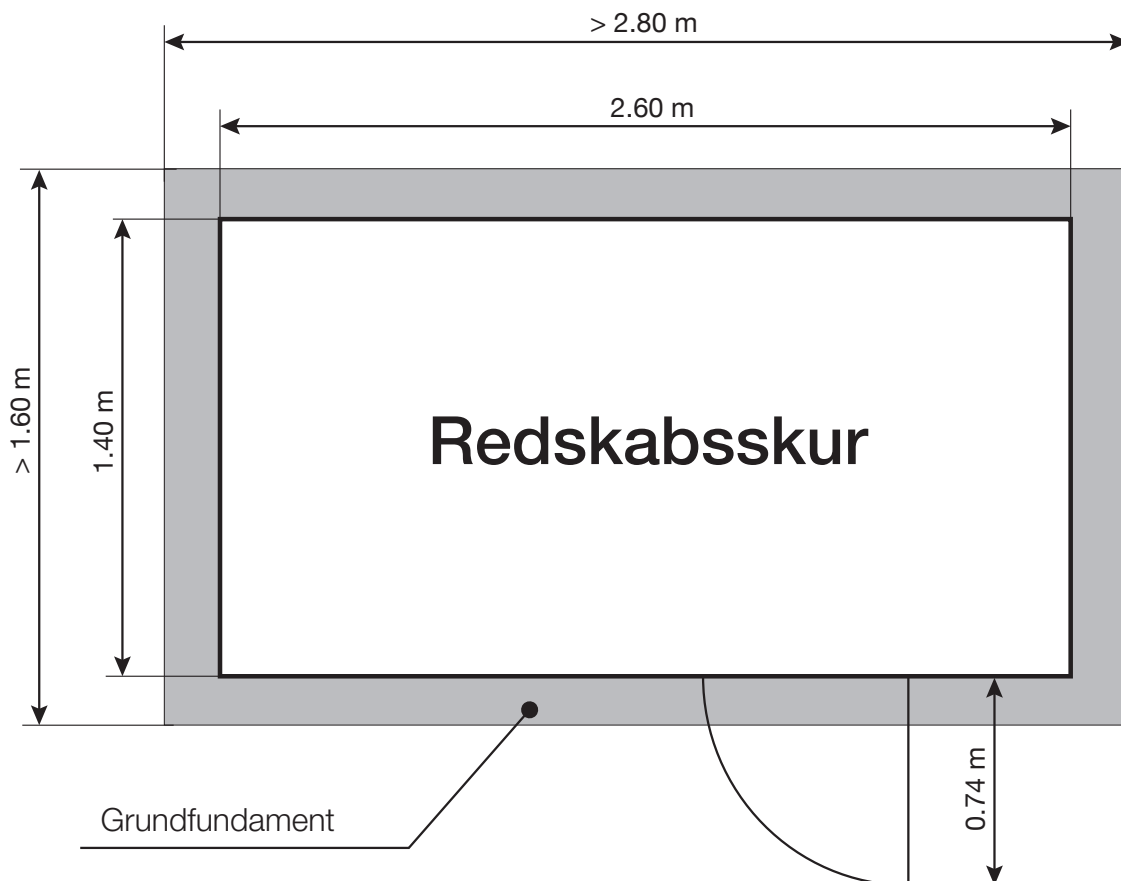 > 2.80 m
2.60 m
> 1.60 m
1.40 m
Redskabsskur
0.74 m
Grundfundament